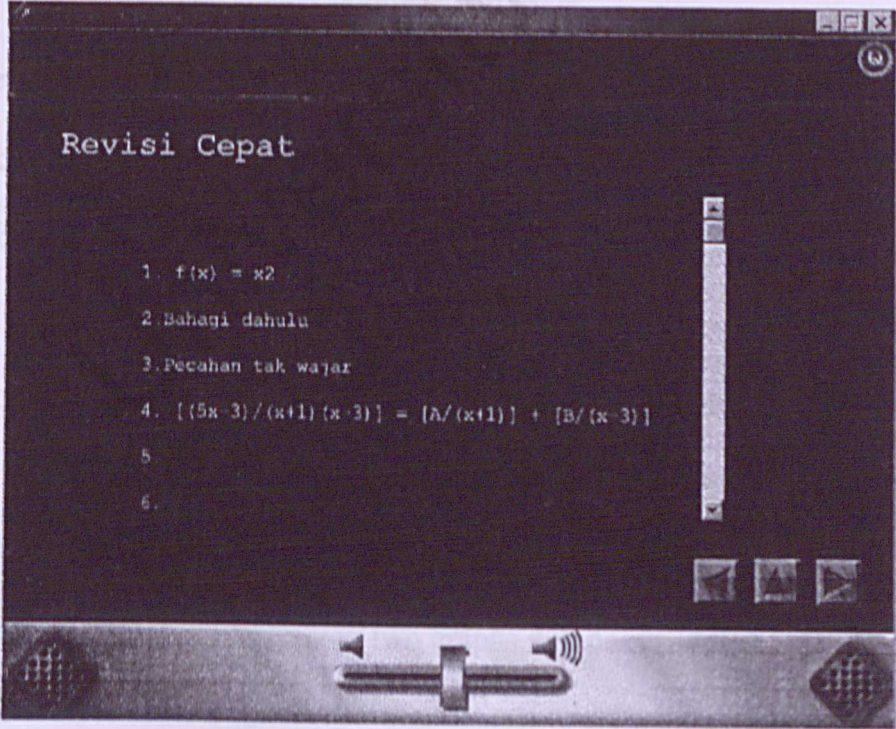 Q
Revisi Cepat
1. f(x) = x2
2.Bahagi dahulu
3.Pecahan tak wajar
4. [(5x-3)/(x+1)(x-3)] = [A/(x+1)] + [B/(x-3)]
5.
6.